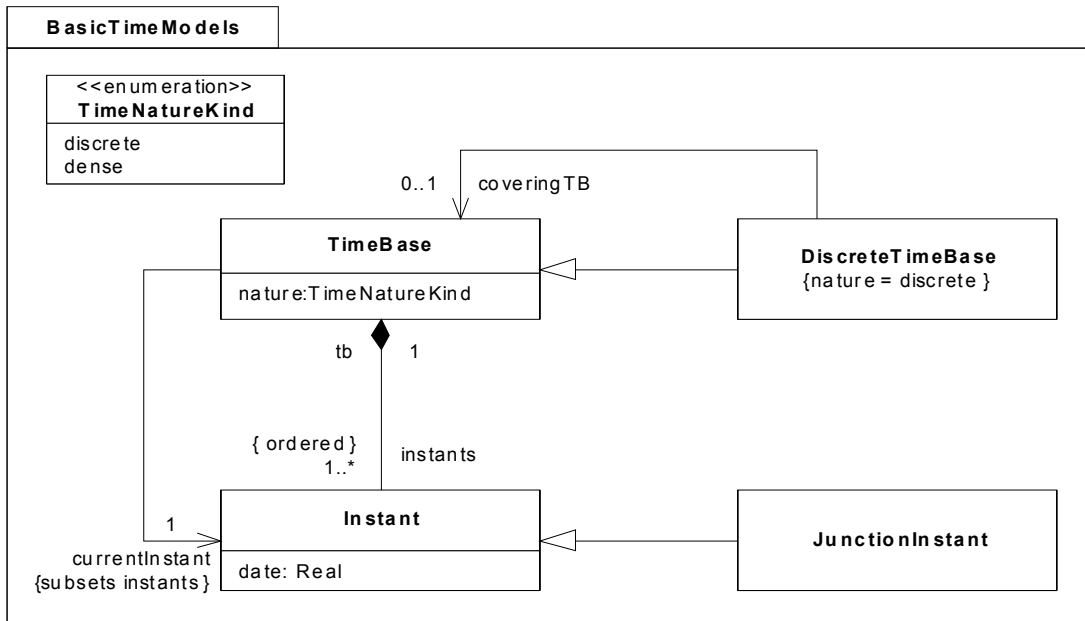 BasicTimeModels
<<enumeration>>
TimeNatureKind
discrete
dense
0..1 coveringTB
TimeBase
nature:TimeNatureKind
DiscreteTimeBase
{nature = discrete }
tb 1
{ ordered }
1..*
instants
Instant
date: Real
1
currentInstant
{subsets instants }
JunctionInstant